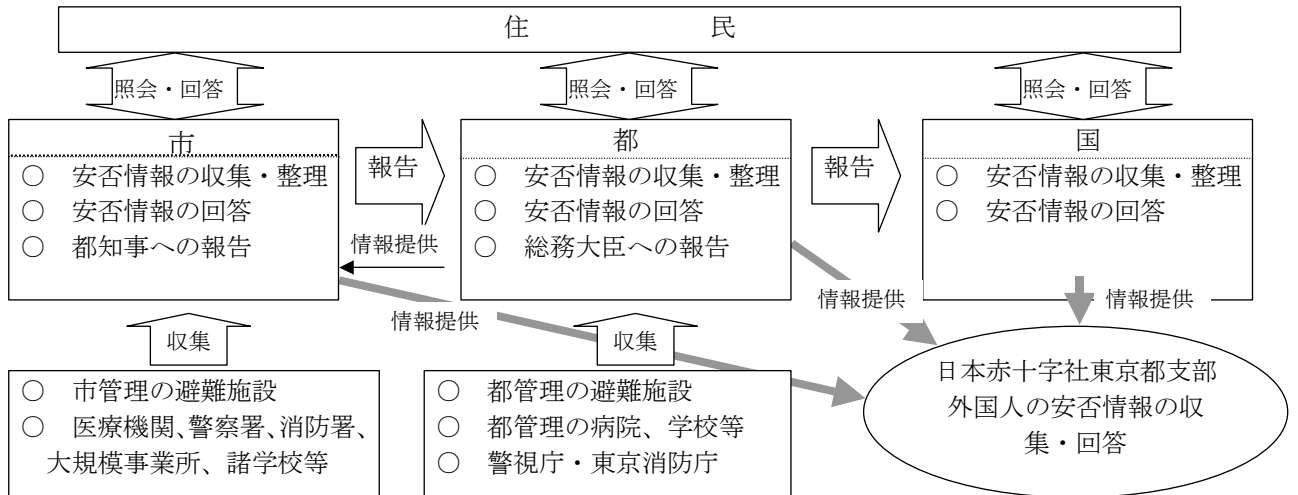 住　　　　　　民
照会・回答
照会・回答
照会・回答
市
○　安否情報の収集・整理
○　安否情報の回答
○　都知事への報告
報告
情報提供
都
○　安否情報の収集・整理
○　安否情報の回答
○　総務大臣への報告
報告
国
○　安否情報の収集・整理
○　安否情報の回答
情報提供
情報提供
情報提供
収集
収集
○　市管理の避難施設
○　医療機関、警察署、消防署、
大規模事業所、諸学校等
○　都管理の避難施設
○　都管理の病院、学校等
○　警視庁・東京消防庁
日本赤十字社東京都支部
外国人の安否情報の収
集・回答